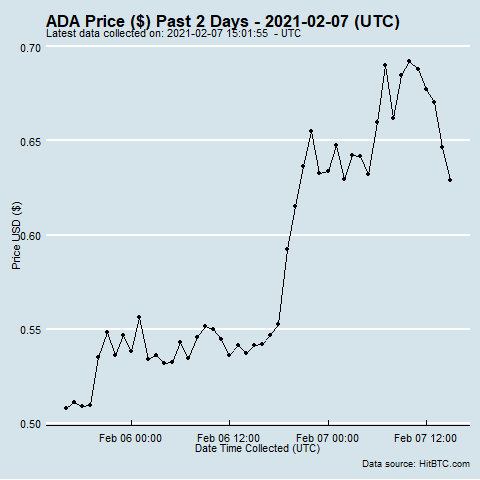 ADA Price ($) Past 2 Days - 2021-02-07 (UTC)
Latest data collected on: 2021-02-07 15:01:55 - UTC
0.70
0.65
0.60
0.55
0.50
Price USD ($)
Feb 06 00:00 Feb 06 12:00 Feb 07 00:00 Feb 07 12:00
Date Time Collected (UTC)
Data source: HitBTC.com